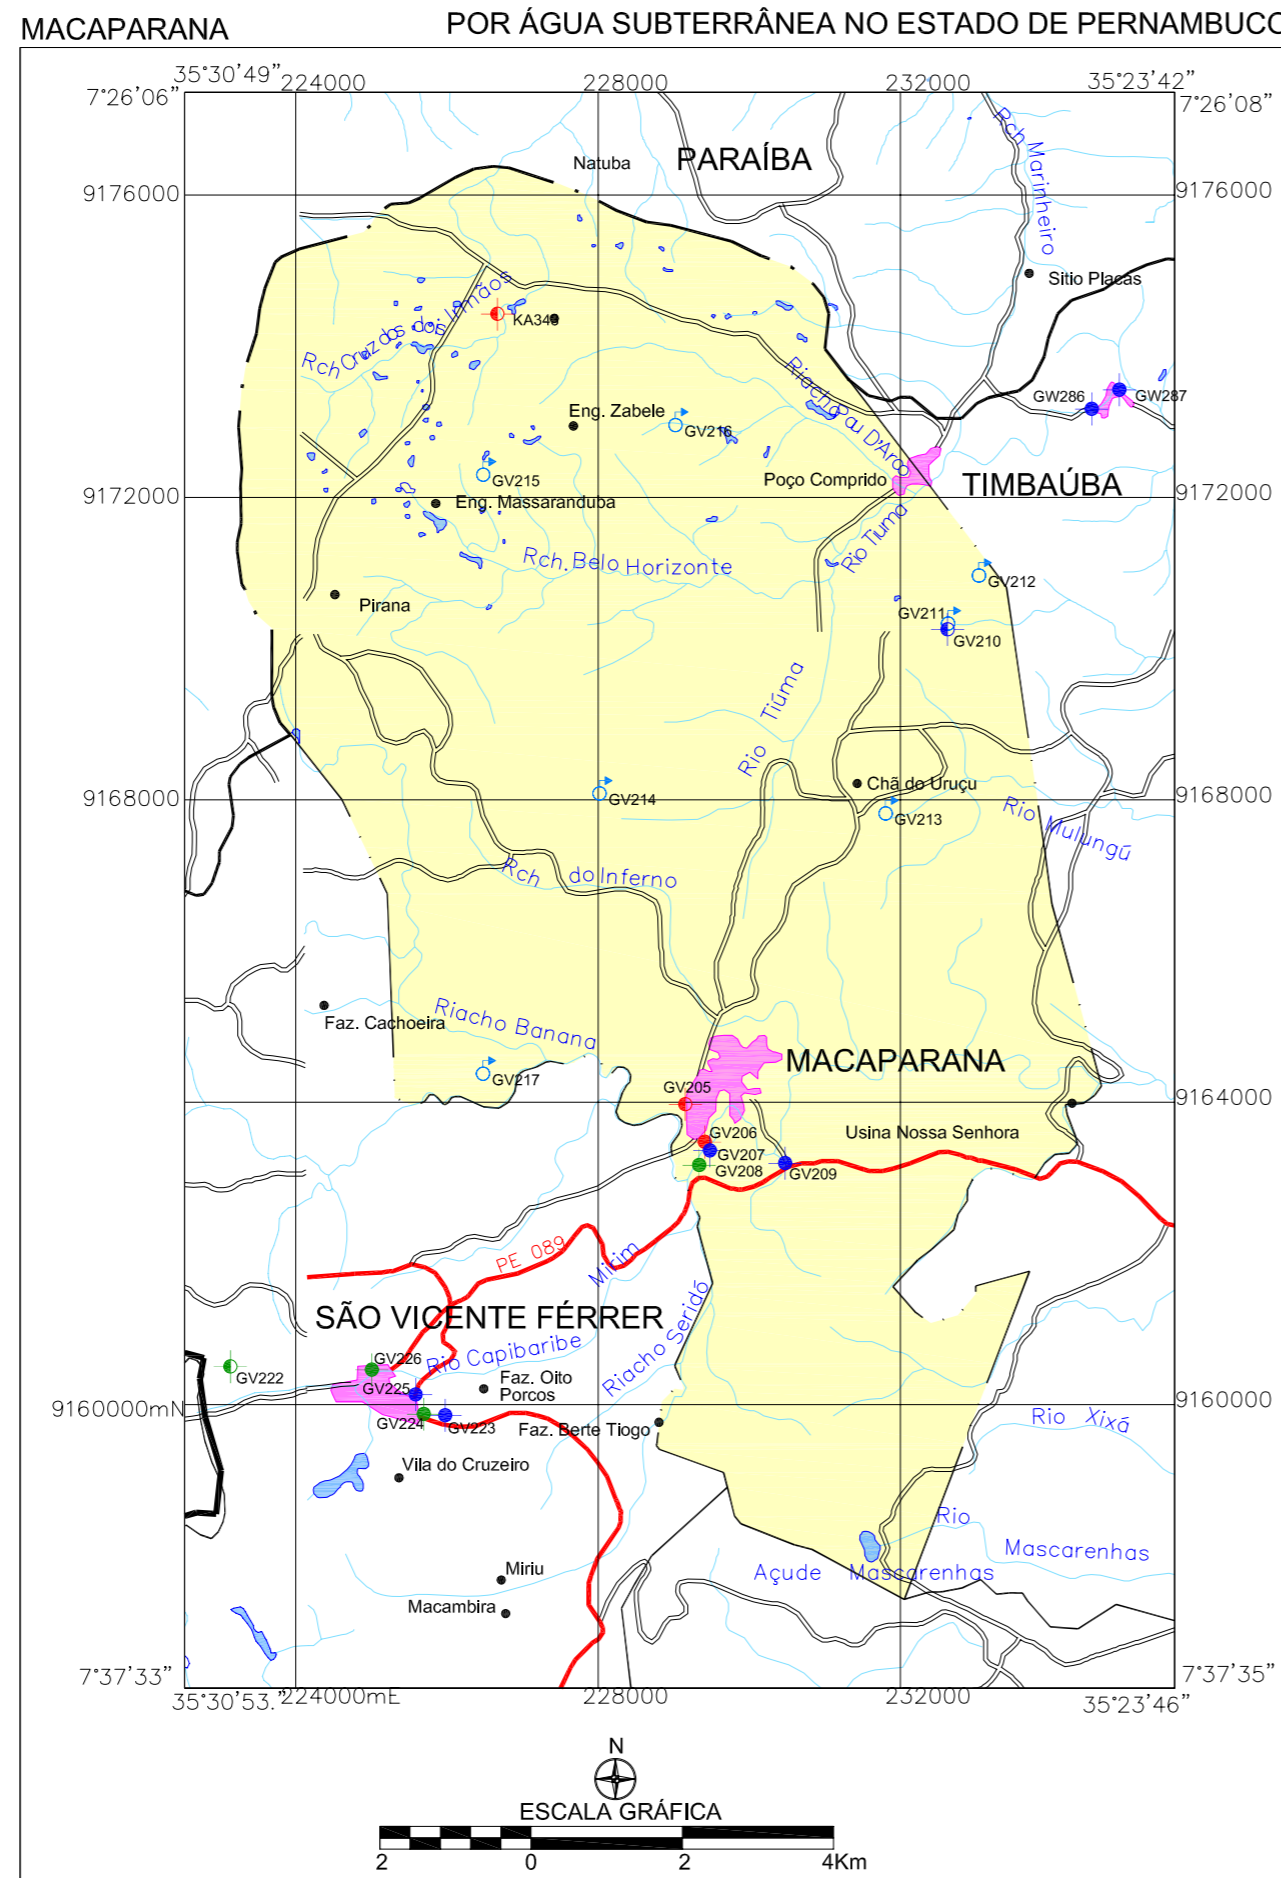 MACAPARANA
POR ÁGUA SUBTERRÂNEA NO ESTADO DE PERNAMBUCO
35°30'49"
224000
228000
232000
35°23'42"
7°26'06"
7°26'08"
Rch Marinheiro
Natuba
PARAÍBA
9176000
9176000
Sitio Placas
Rch Cruz dos dois Irmãos
KA343
Riacho Pau D'Arco
GW286
GW287
Eng. Zabele
GV216
GV215
Poço Comprido
TIMBAÚBA
9172000
9172000
Eng. Massaranduba
Rio Tiuma
Rch. Belo Horizonte
GV212
Pirana
GV211
GV210
Rio Tiúma
Chã do Uruçu
9168000
9168000
GV214
GV213
Rio Mulungú
Rch do Inferno
Riacho Banana
Faz. Cachoeira
MACAPARANA
GV217
GV205
9164000
9164000
GV206
Usina Nossa Senhora
GV207
GV208
GV209
PE 089
Mirim
SÃO VICENTE FÉRRER
Riacho Seridó
Rio Capibaribe
GV226
GV222
GV225
Faz. Oito
Porcos
9160000mN
9160000
GV224
GV223
Faz. Berte Tiogo
Rio Xixá
Vila do Cruzeiro
Rio Mascarenhas
Açude Mascarenhas
Miriu
Macambira
7°37'33"
7°37'35"
35°30'53."
224000mE
228000
232000
35°23'46"
N
ESCALA GRÁFICA
2 0 2 4Km